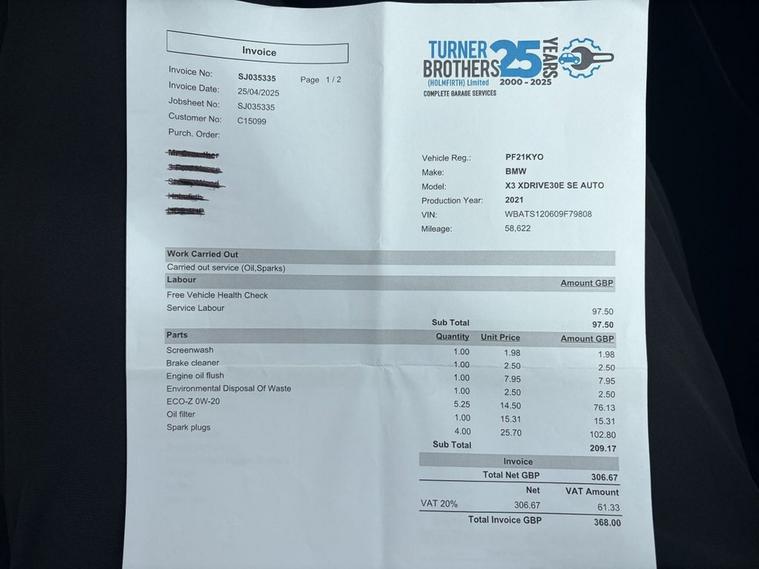 Invoice
Invoice No: SJ035335 Page 1 / 2
Invoice Date: 25/04/2025
Jobsheet No: SJ035335
Customer No: C15099
Purch. Order:
TURNER BROTHERS 25 YEARS
(HOLMFIRTH) Limited 2000 - 2025
COMPLETE GARAGE SERVICES
Vehicle Reg.: PF21KYO
Make: BMW
Model: X3 XDRIVE30E SE AUTO
Production Year: 2021
VIN: WBATS120609F79808
Mileage: 58,622
Work Carried Out
Carried out service (Oil,Sparks)
Labour Amount GBP
Free Vehicle Health Check
Service Labour 97.50
Sub Total 97.50
Parts Quantity Unit Price Amount GBP
Screenwash 1.00 1.98 1.98
Brake cleaner 1.00 2.50 2.50
Engine oil flush 1.00 7.95 7.95
Environmental Disposal Of Waste 1.00 2.50 2.50
ECO-Z 0W-20 5.25 14.50 76.13
Oil filter 1.00 15.31 15.31
Spark plugs 4.00 25.70 102.80
Sub Total 209.17
Invoice
Total Net GBP 306.67
Net VAT Amount
VAT 20% 306.67 61.33
Total Invoice GBP 368.00